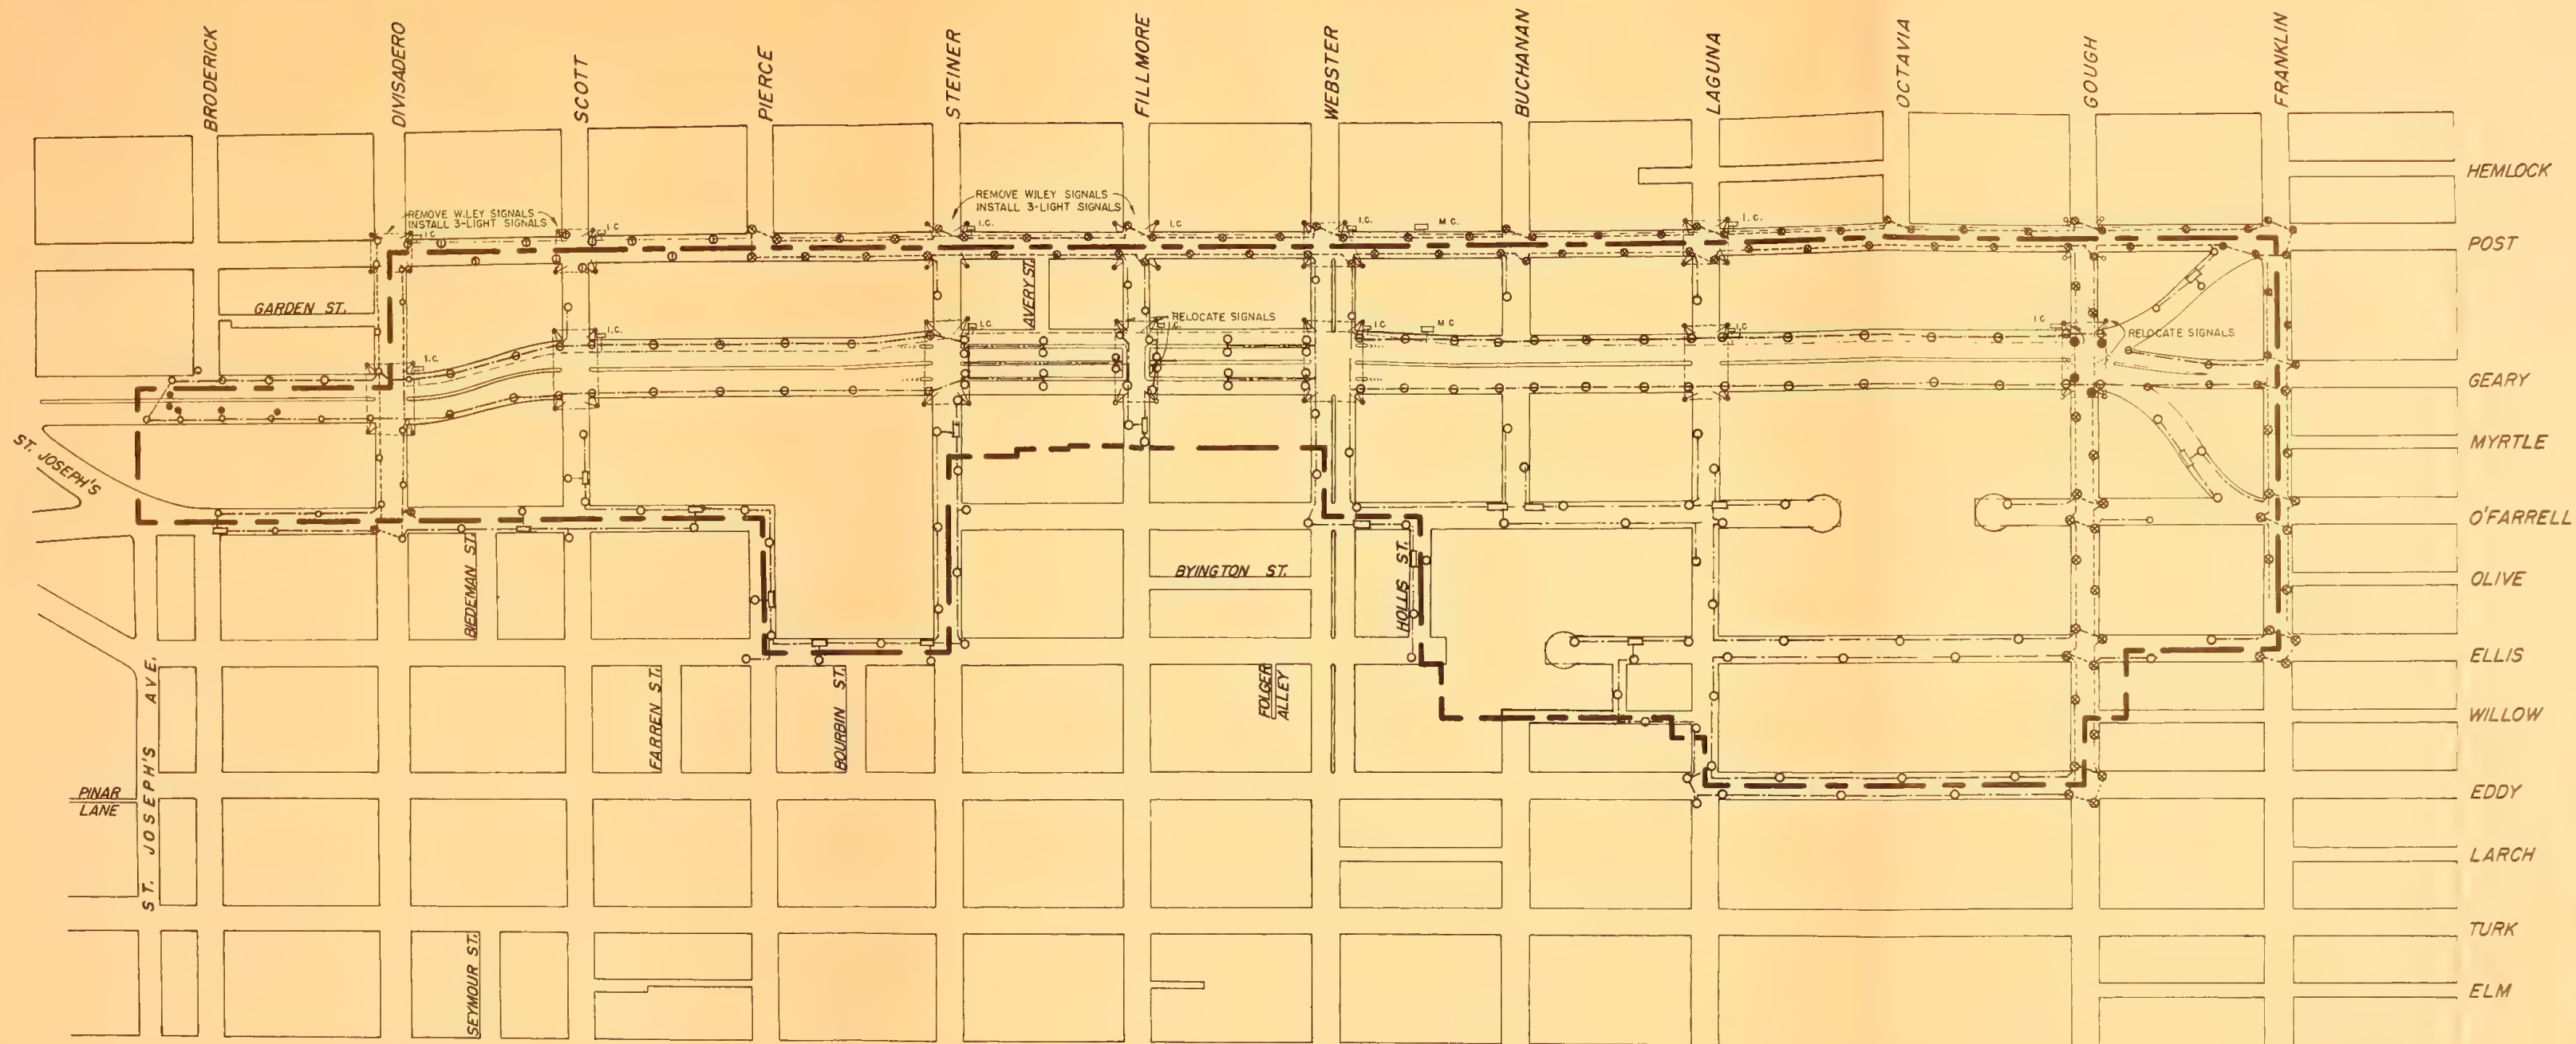 BRODERICK
DIVISADERO
SCOTT
PIERCE
STEINER
FILLMORE
WEBSTER
BUCHANAN
LAGUNA
OCTAVIA
GOUGH
FRANKLIN
HEMLOCK
REMOVE WILEY SIGNALS
INSTALL 3-LIGHT SIGNALS
REMOVE WILEY SIGNALS
INSTALL 3-LIGHT SIGNALS
I.C.
I.C
I.C.
I.C
I.C.
M.C.
I.C.
POST
GARDEN ST.
AVERY ST.
RELOCATE SIGNALS
I.C.
I.C.
I.C.
I.C
M C
I.C
I C
RELOCATE SIGNALS
I.C.
GEARY
ST. JOSEPH'S
MYRTLE
O'FARRELL
BIEDEMAN ST.
BYINGTON ST.
HOLLIS ST.
OLIVE
ST. JOSEPH'S AVE.
FARREN ST.
BOURBIN ST.
FOLGER
ALLEY
ELLIS
WILLOW
PINAR
LANE
EDDY
LARCH
SEYMOUR ST.
TURK
ELM